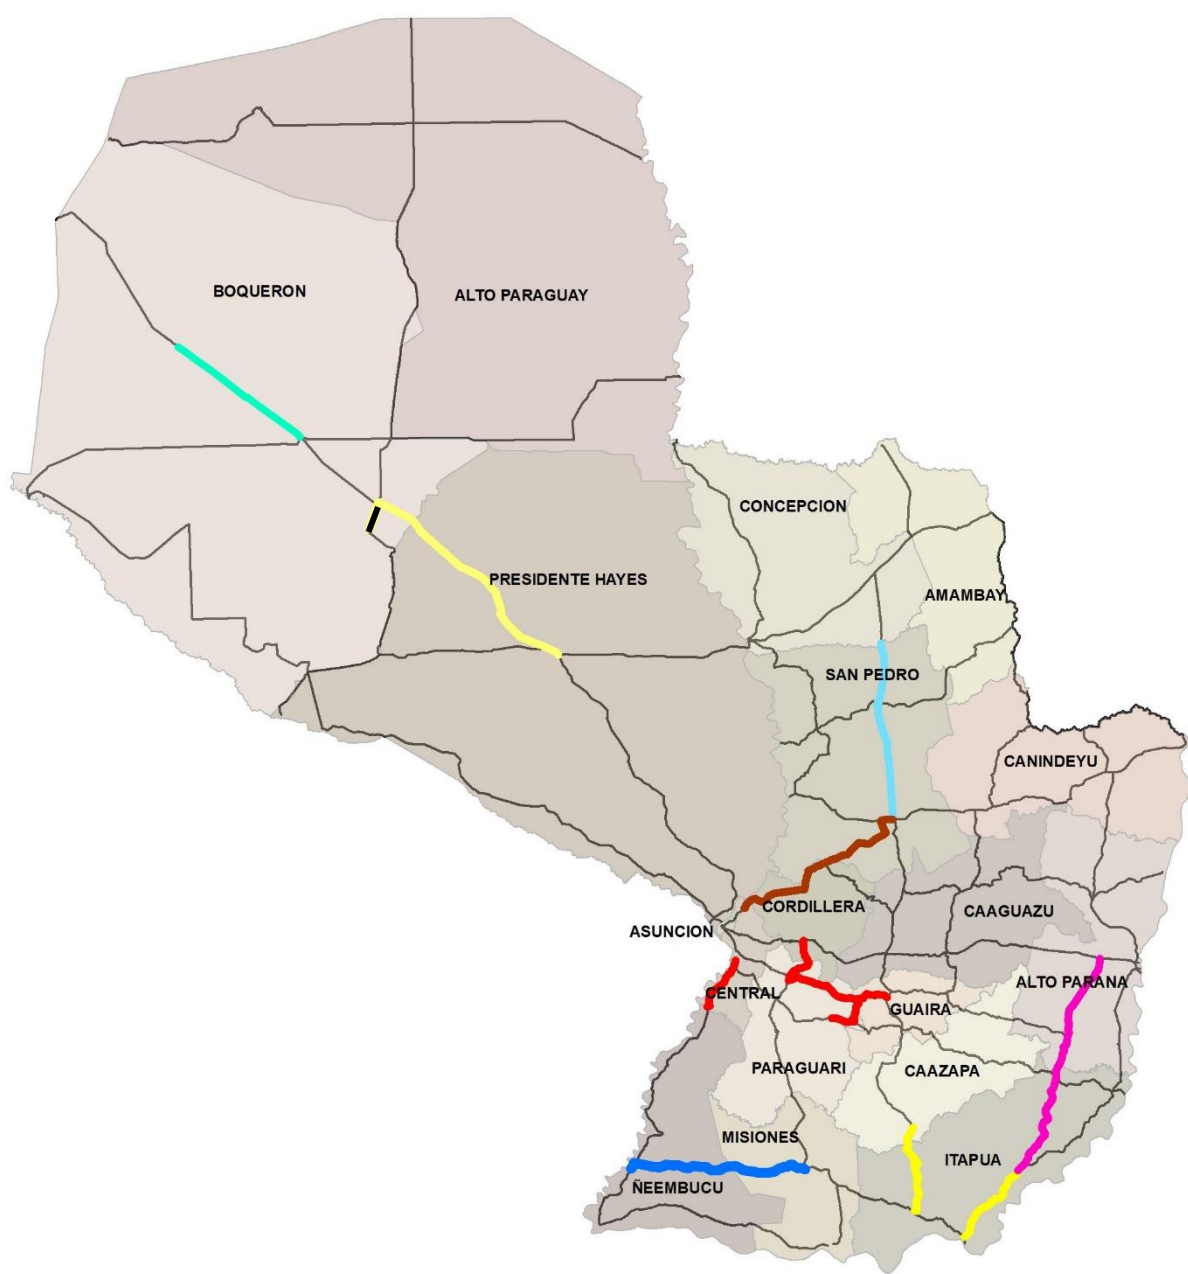 BOQUERON
ALTO PARAGUAY
CONCEPCION
PRESIDENTE HAYES
AMAMBAY
SAN PEDRO
CANINDEYU
CORDILLERA
CAAGUAZU
ASUNCION
ALTO PARANA
CENTRAL
GUAIRA
PARAGUARI
CAAZAPA
MISIONES
ITAPUA
ÑEEMBUCU